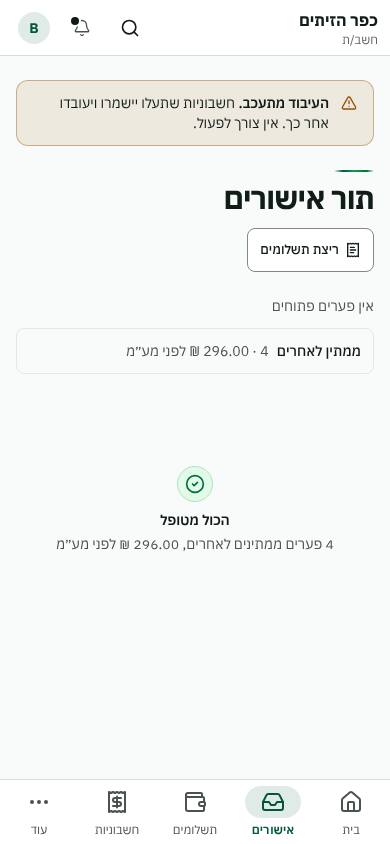 כפר הזיתים
חשב/ת
B
העיבוד מתעכב. חשבוניות שתעלו יישמרו ויעובדו
אחר כך. אין צורך לפעול.
תור אישורים
ריצת תשלומים
אין פערים פתוחים
ממתין לאחרים 4 · 296.00 ₪ לפני מע״מ
הכול מטופל
4 פערים ממתינים לאחרים, 296.00 ₪ לפני מע״מ
בית
אישורים
תשלומים
חשבוניות
עוד